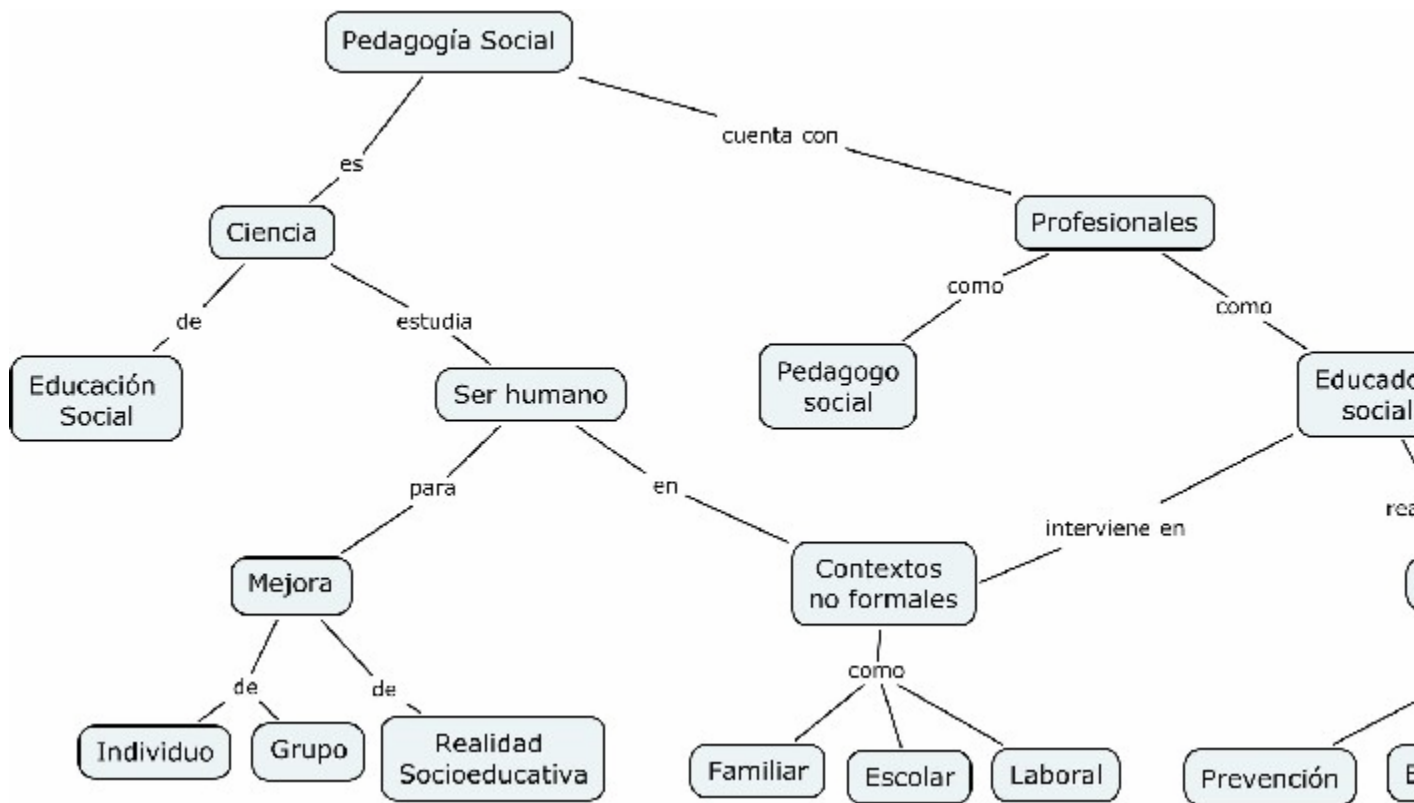 Pedagogía Social
cuenta con
es
Profesionales
Ciencia
como
como
de
estudia
Educación
Social
Ser humano
Pedagogo
social
social
para
en
interviene en
Mejora
Contextos
no formales
como
de
de
Individuo
Grupo
Realidad
Socioeducativa
Familiar
Escolar
Laboral
Prevención